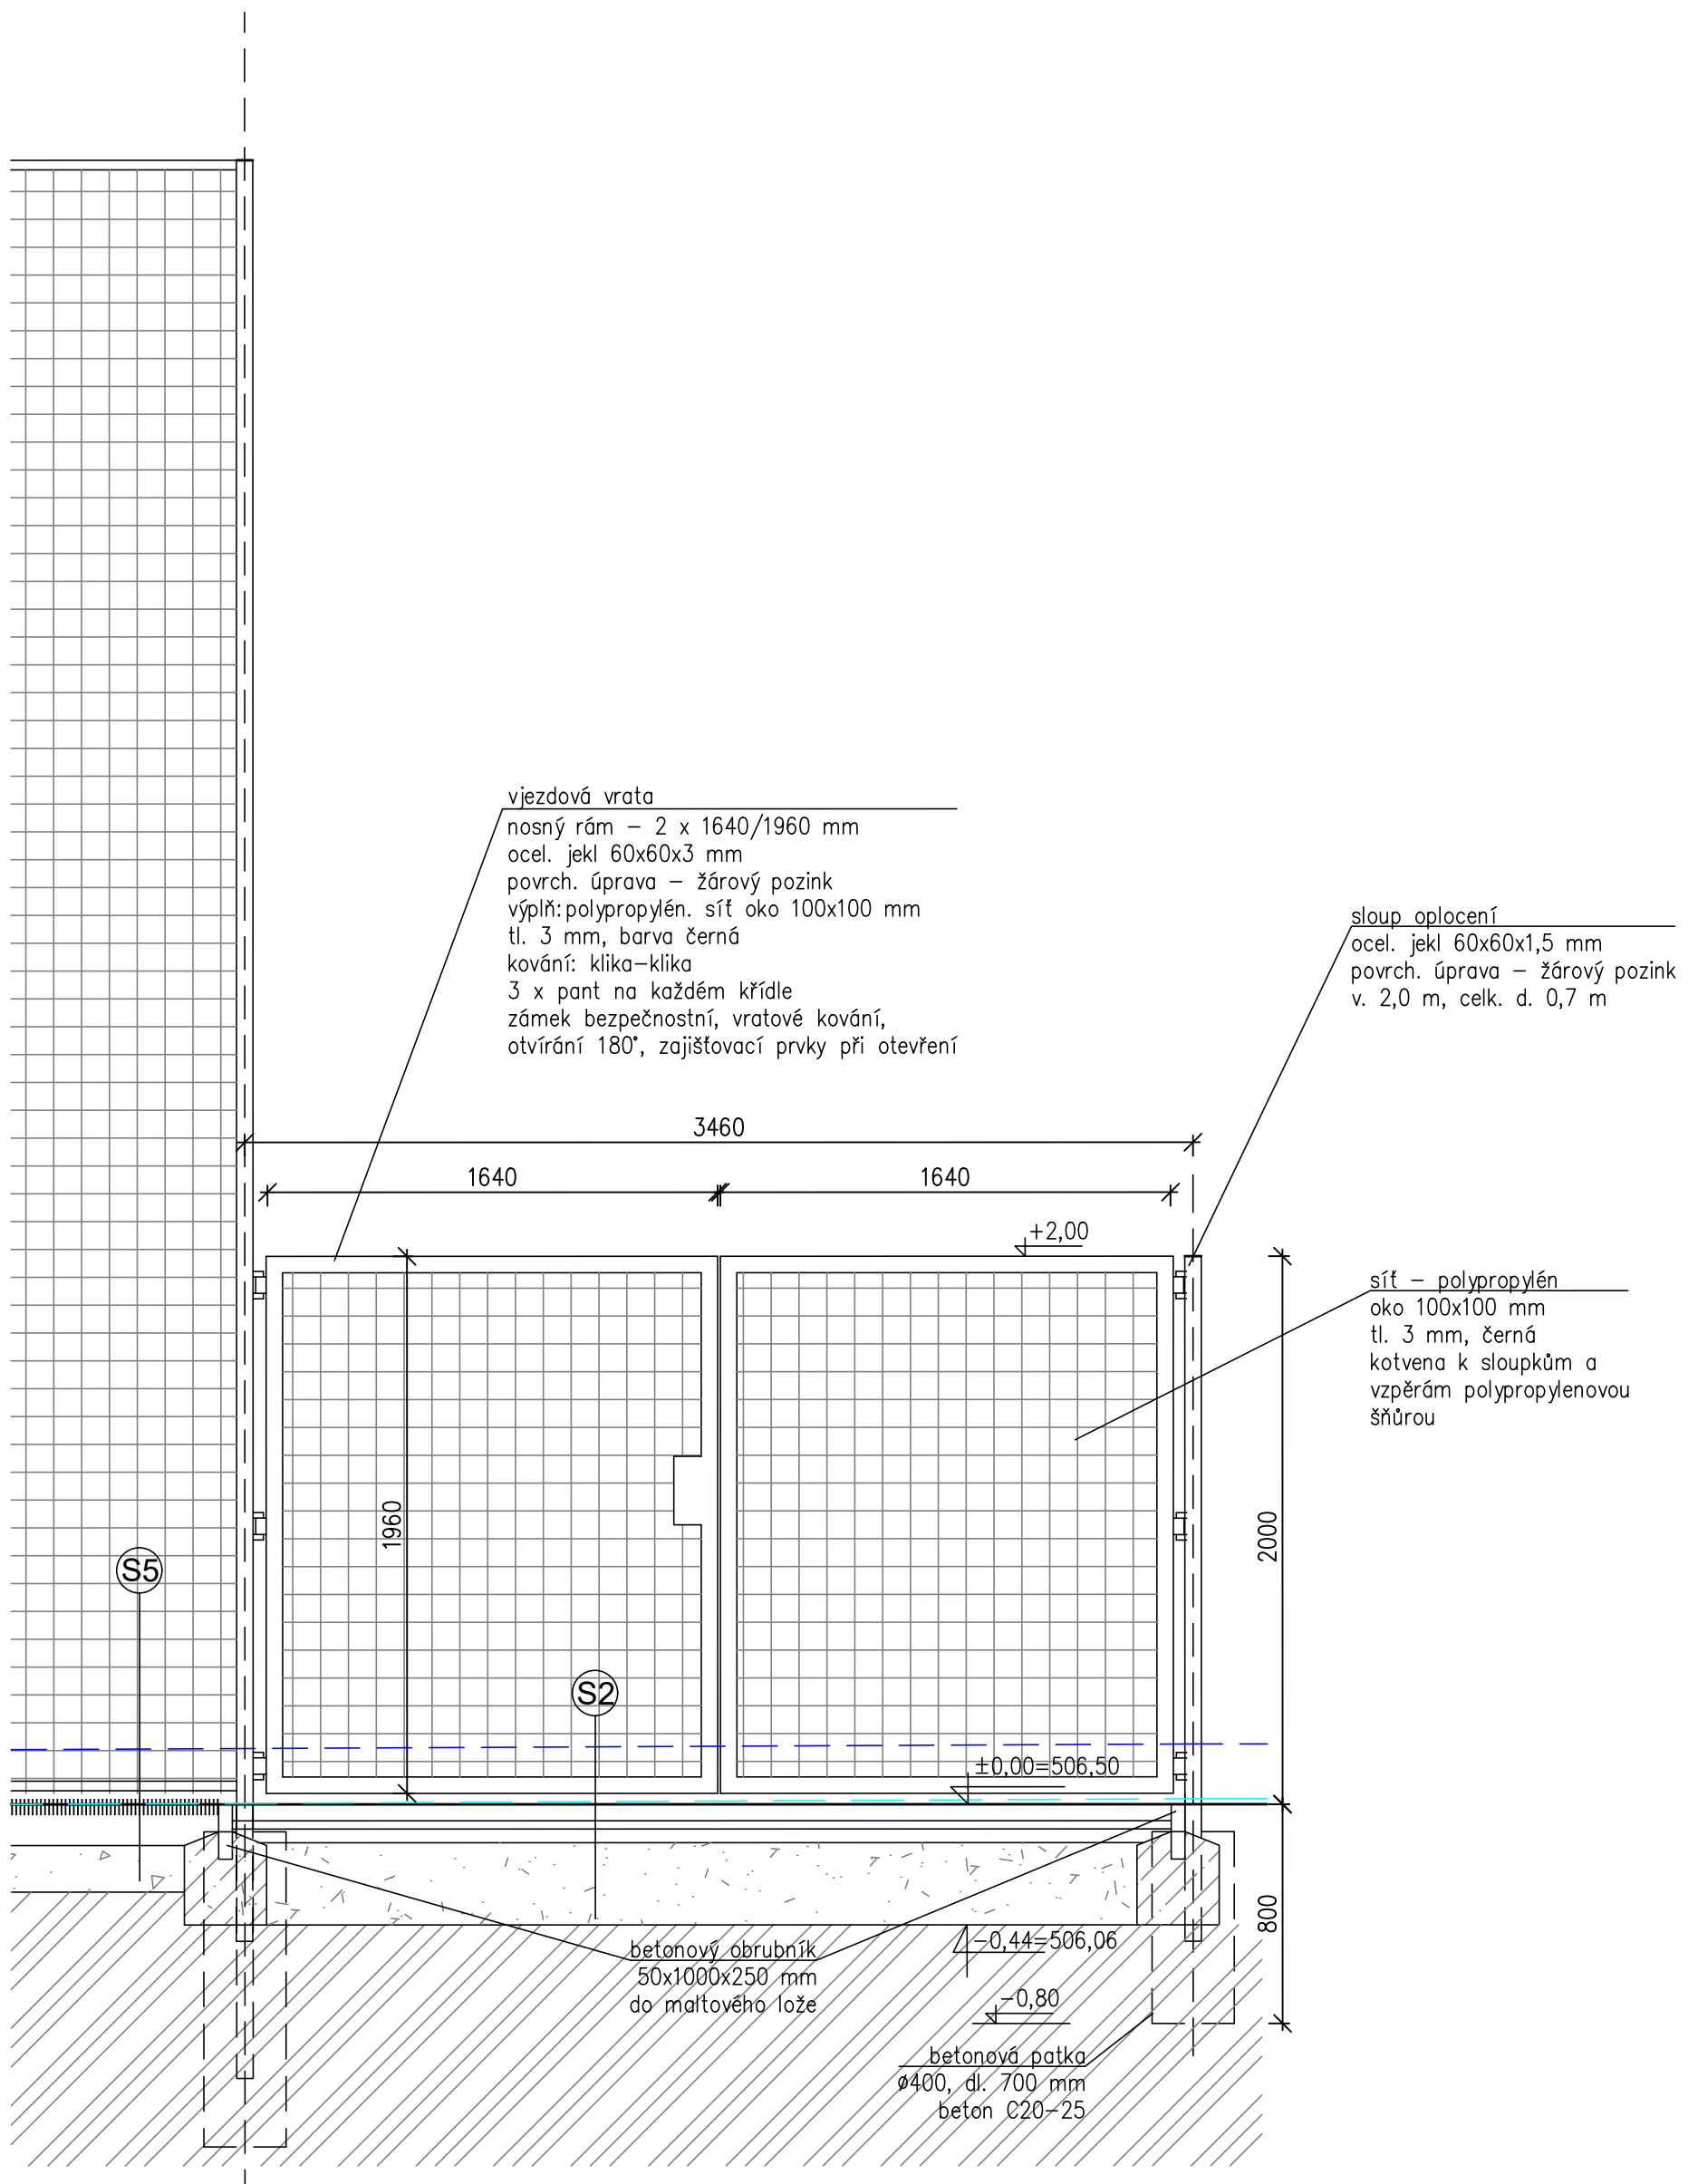 vjezdová vrata
nosný rám – 2 x 1640/1960 mm
ocel. jekl 60x60x3 mm
povrch. úprava – žárový pozink
výplň: polypropylén. síť oko 100x100 mm
tl. 3 mm, barva černá
kování: klika–klika
3 x pant na každém křídle
zámek bezpečnostní, vratové kování,
otvírání 180°, zajišťovací prvky při otevření
sloup oplocení
ocel. jekl 60x60x1,5 mm
povrch. úprava – žárový pozink
v. 2,0 m, celk. d. 0,7 m
3460
1640
1640
+2,00
síť – polypropylén
oko 100x100 mm
tl. 3 mm, černá
kotvena k sloupkům a
vzpěrám polypropylenovou
šňůrou
1960
2000
S5
S2
±0,00=506,50
800
–0,44=506,06
betonový obrubník
50x1000x250 mm
do maltového lože
–0,80
betonová patka
ø400, dl. 700 mm
beton C20–25